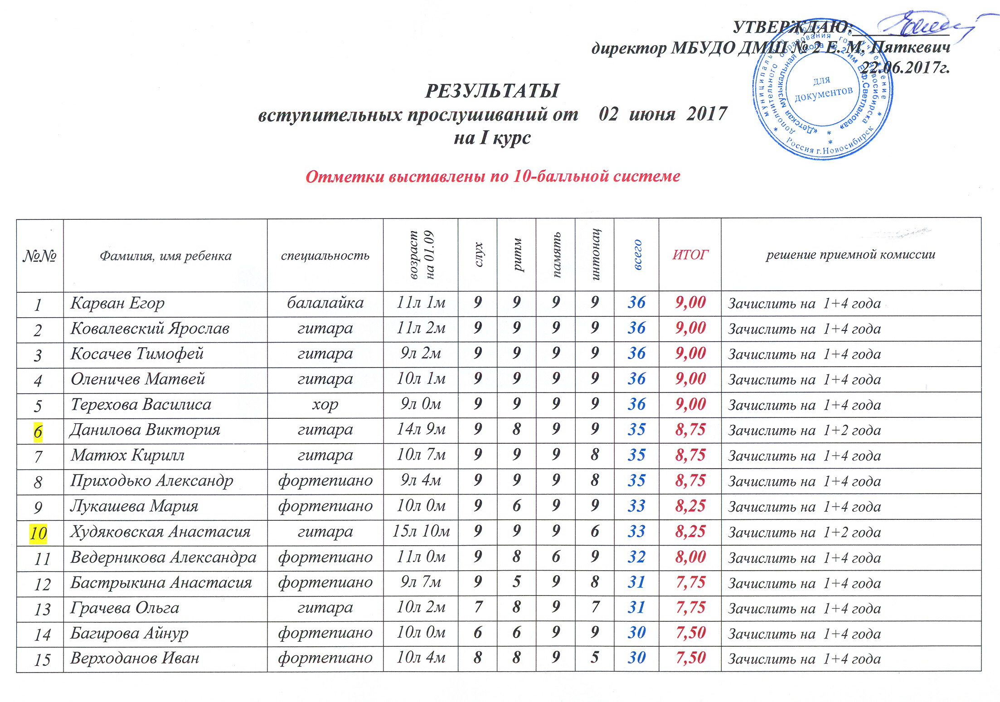 УТВЕРЖДАЮ:
директор МБУДО ДМШ № 2 Е. М. Пяткевич
22.06.2017г.
муниципальное бюджетное учреждение
дополнительного образования города Новосибирска
«Детская музыкальная школа № 2 им Е.Ф.Светланова»
Россия г.Новосибирск
для
документов
РЕЗУЛЬТАТЫ
вступительных прослушиваний от 02 июня 2017
на I курс
Отметки выставлены по 10-балльной системе
№№ Фамилия, имя ребенка специальность возраст на 01.09 слух ритм память интонац всего ИТОГ решение приемной комиссии
1 Карван Егор балалайка 11л 1м 9 9 9 9 36 9,00 Зачислить на 1+4 года
2 Ковалевский Ярослав гитара 11л 2м 9 9 9 9 36 9,00 Зачислить на 1+4 года
3 Косачев Тимофей гитара 9л 2м 9 9 9 9 36 9,00 Зачислить на 1+4 года
4 Оленичев Матвей гитара 10л 1м 9 9 9 9 36 9,00 Зачислить на 1+4 года
5 Терехова Василиса хор 9л 0м 9 9 9 9 36 9,00 Зачислить на 1+4 года
6 Данилова Виктория гитара 14л 9м 9 8 9 9 35 8,75 Зачислить на 1+2 года
7 Матюх Кирилл гитара 10л 7м 9 9 9 8 35 8,75 Зачислить на 1+4 года
8 Приходько Александр фортепиано 9л 4м 9 9 9 8 35 8,75 Зачислить на 1+4 года
9 Лукашева Мария фортепиано 10л 0м 9 6 9 9 33 8,25 Зачислить на 1+4 года
10 Худяковская Анастасия гитара 15л 10м 9 9 9 6 33 8,25 Зачислить на 1+2 года
11 Ведерникова Александра фортепиано 11л 0м 9 8 6 9 32 8,00 Зачислить на 1+4 года
12 Бастрыкина Анастасия фортепиано 9л 7м 9 5 9 8 31 7,75 Зачислить на 1+4 года
13 Грачева Ольга гитара 10л 2м 7 8 9 7 31 7,75 Зачислить на 1+4 года
14 Багирова Айнур фортепиано 10л 0м 6 6 9 9 30 7,50 Зачислить на 1+4 года
15 Верходанов Иван фортепиано 10л 4м 8 8 9 5 30 7,50 Зачислить на 1+4 года